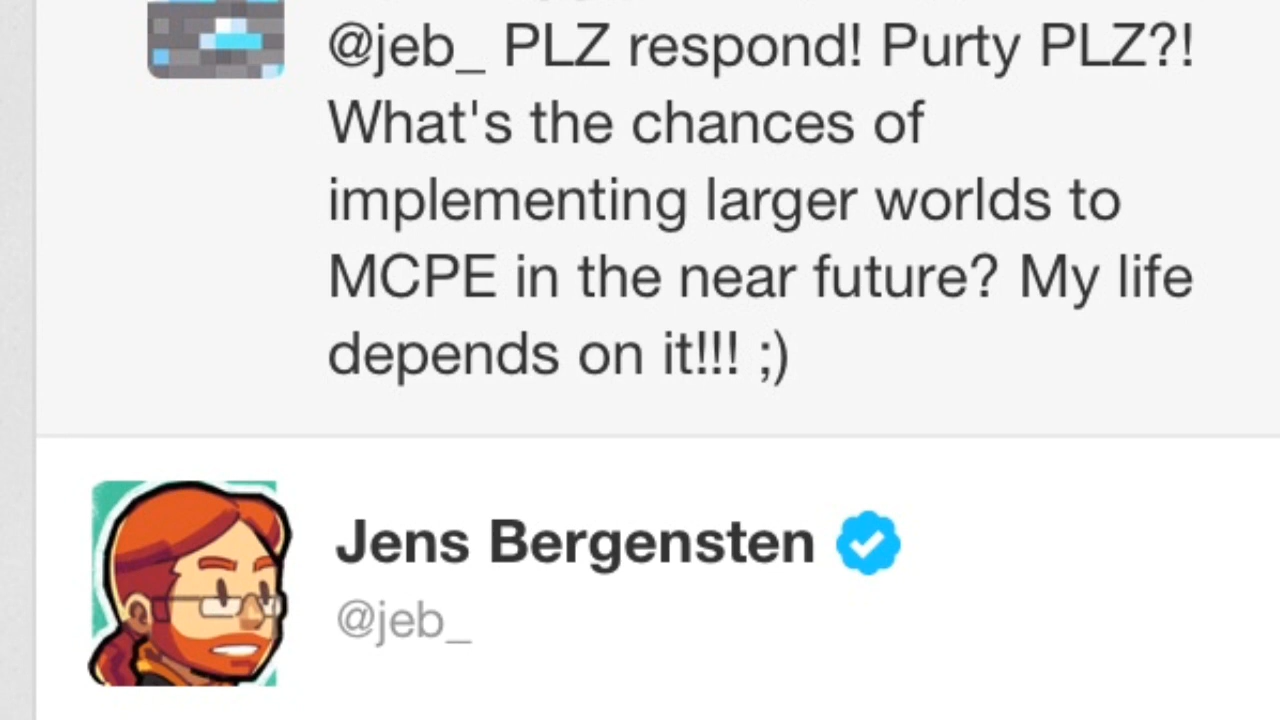 @jeb_ PLZ respond! Purty PLZ?!
What's the chances of
implementing larger worlds to
MCPE in the near future? My life
depends on it!!! ;)
Jens Bergensten
@jeb_